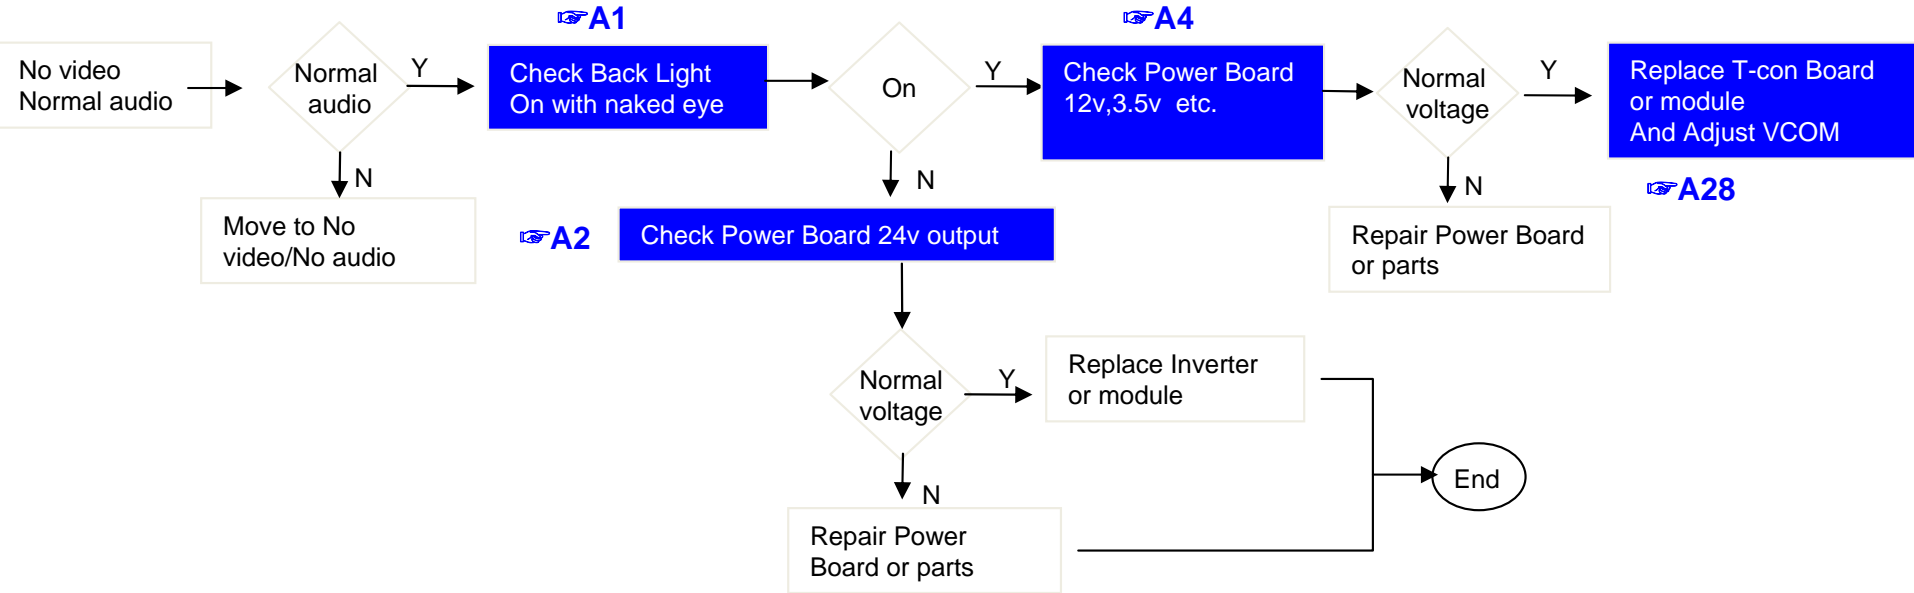 ☞A1
☞A4
No video
Normal audio
Normal
audio
Y
Check Back Light
On with naked eye
On
Y
Check Power Board
12v,3.5v etc.
Normal
voltage
Y
Replace T-con Board
or module
And Adjust VCOM
N
Move to No
video/No audio
N
☞A2
Check Power Board 24v output
N
Repair Power Board
or parts
☞A28
Normal
voltage
Y
Replace Inverter
or module
N
Repair Power
Board or parts
End